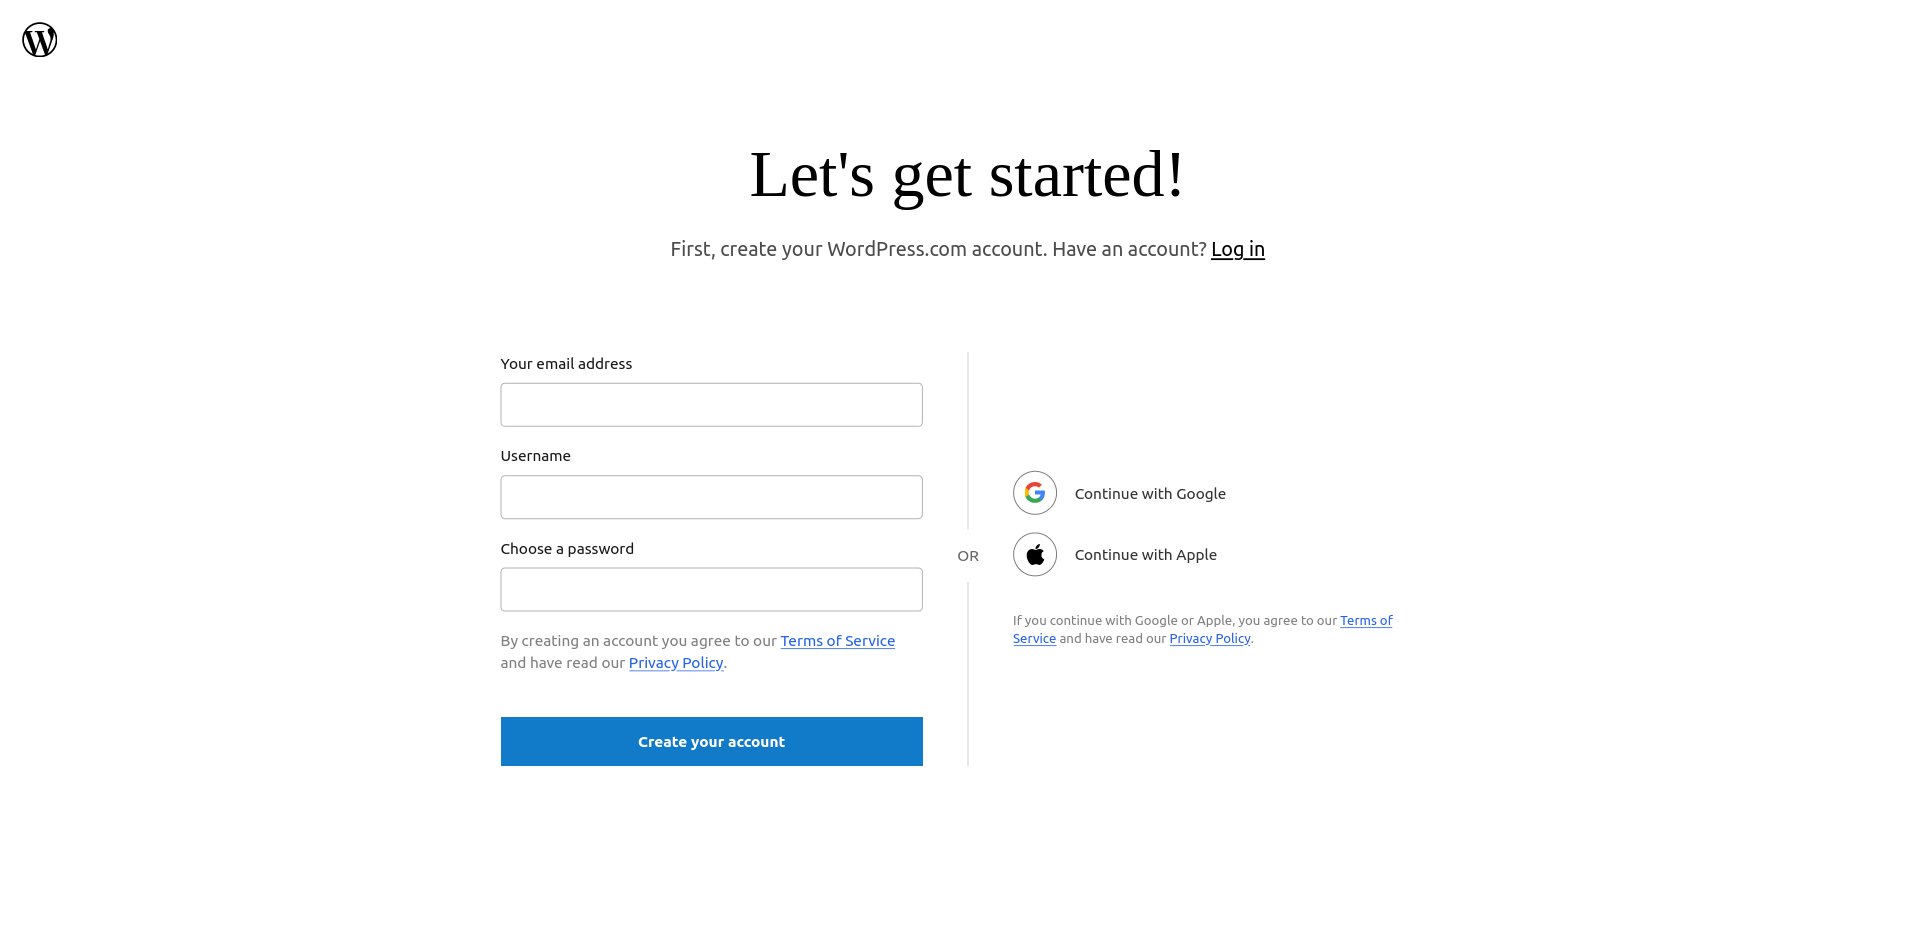 Let's get started!
First, create your WordPress.com account. Have an account? Log in
Your email address
Username
Choose a password
By creating an account you agree to our Terms of Service
and have read our Privacy Policy.
Create your account
OR
Continue with Google
Continue with Apple
If you continue with Google or Apple, you agree to our Terms of
Service and have read our Privacy Policy.